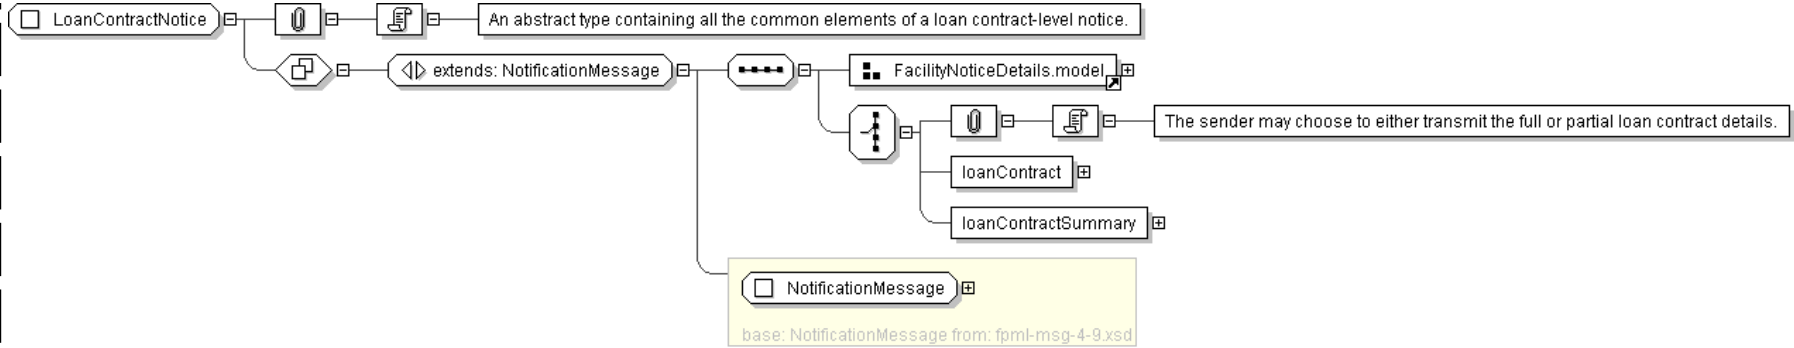 LoanContractNotice
An abstract type containing all the common elements of a loan contract-level notice.
extends: NotificationMessage
FacilityNoticeDetails.model
The sender may choose to either transmit the full or partial loan contract details.
loanContract
loanContractSummary
NotificationMessage
base: NotificationMessage from: fpml-msg-4-9.xsd